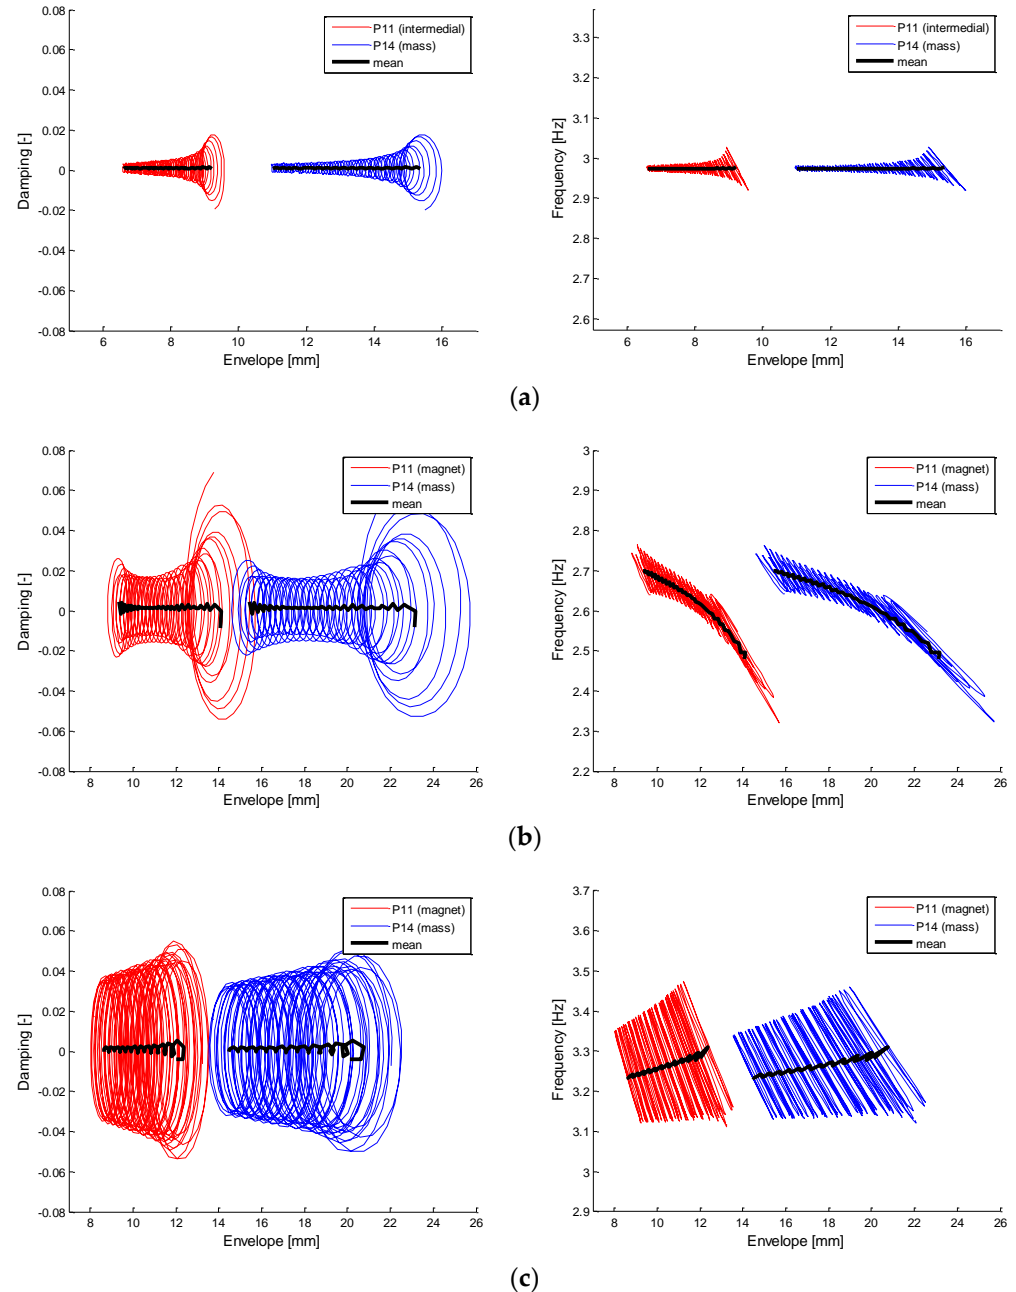 0.08
0.06
0.04
0.02
0
-0.02
-0.04
-0.06
-0.08
Damping [-]
6 8 10 12 14 16
Envelope [mm]
P11 (intermedial)
P14 (mass)
mean
3.3
3.2
3.1
3
2.9
2.8
2.7
2.6
Frequency [Hz]
6 8 10 12 14 16
Envelope [mm]
P11 (intermedial)
P14 (mass)
mean
(a)
0.08
0.06
0.04
0.02
0
-0.02
-0.04
-0.06
-0.08
Damping [-]
8 10 12 14 16 18 20 22 24 26
Envelope [mm]
P11 (magnet)
P14 (mass)
mean
3
2.9
2.8
2.7
2.6
2.5
2.4
2.3
2.2
Frequency [Hz]
8 10 12 14 16 18 20 22 24 26
Envelope [mm]
P11 (magnet)
P14 (mass)
mean
(b)
0.08
0.06
0.04
0.02
0
-0.02
-0.04
-0.06
-0.08
Damping [-]
8 10 12 14 16 18 20 22 24 26
Envelope [mm]
P11 (magnet)
P14 (mass)
mean
3.7
3.6
3.5
3.4
3.3
3.2
3.1
3
2.9
Frequency [Hz]
8 10 12 14 16 18 20 22 24 26
Envelope [mm]
P11 (magnet)
P14 (mass)
mean
(c)